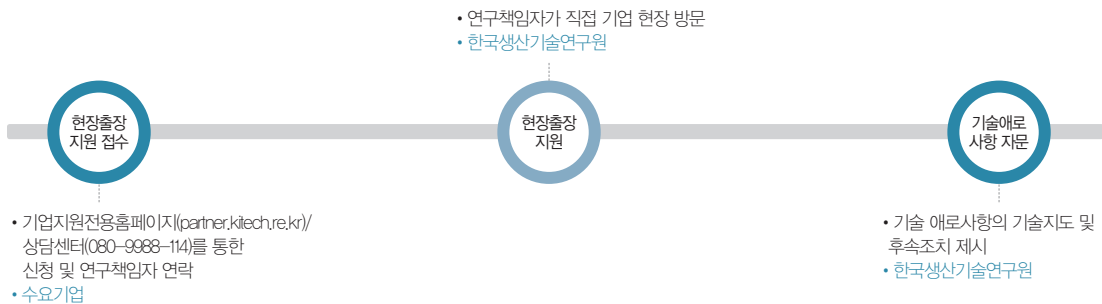 • 연구책임자가 직접 기업 현장 방문
• 한국생산기술연구원
현장출장
지원 접수
현장출장
지원
기술애로
사항 자문
• 기업지원전용홈페이지(partner.kitech.re.kr)/
상담센터(080-9988-114)를 통한
신청 및 연구책임자 연락
• 수요기업
• 기술 애로사항의 기술지도 및
후속조치 제시
• 한국생산기술연구원